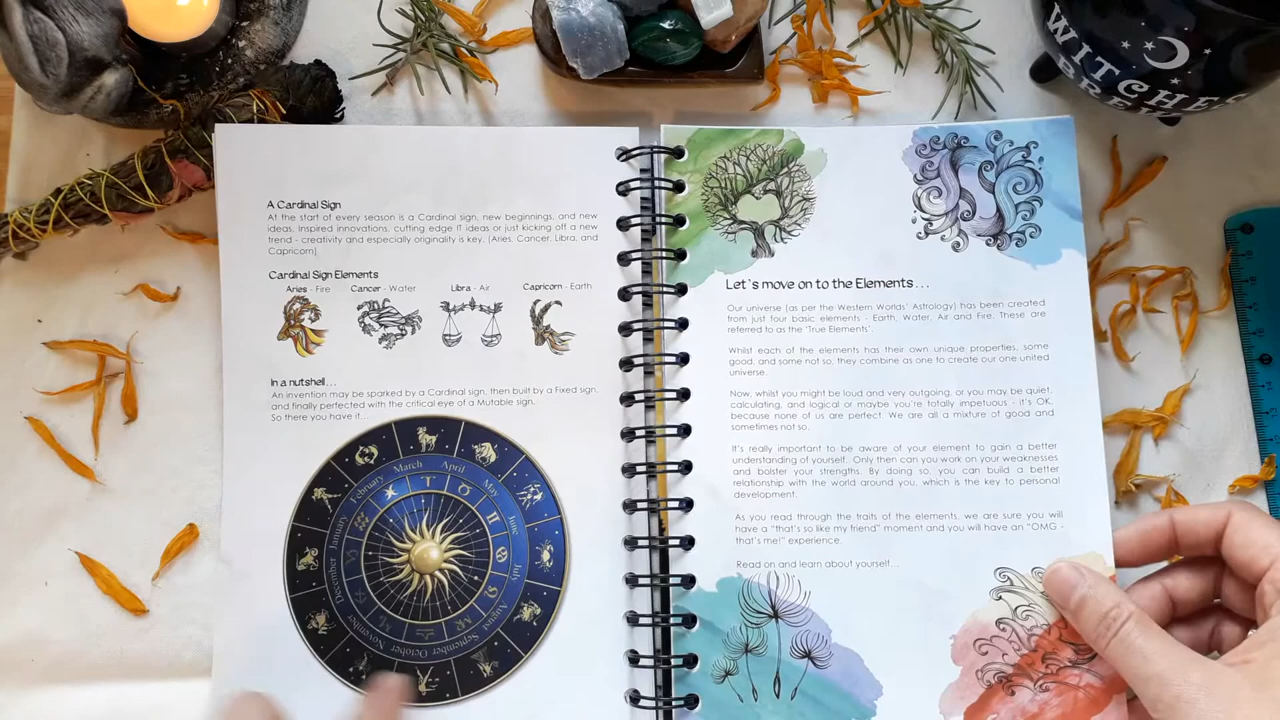 WITCHES
BREW
A Cardinal Sign
At the start of every season is a Cardinal sign, new beginnings, and new
ideas. Inspired innovations, cutting edge IT ideas or just kicking off a new
trend - creativity and especially originality is key. (Aries, Cancer, Libra, and
Capricorn)
Cardinal Sign Elements
Aries - Fire
Cancer - Water
Libra - Air
Capricorn - Earth
In a nutshell...
An invention may be sparked by a Cardinal sign, then built by a Fixed sign,
and finally perfected with the critical eye of a Mutable sign.
So there you have it...
January
February
March
April
May
June
July
August
September
October
November
December
Let's move on to the Elements...
Our universe (as per the Western Worlds' Astrology) has been created
from just four basic elements - Earth, Water, Air and Fire. These are
referred to as the 'True Elements'.
Whilst each of the elements has their own unique properties, some
good, and some not so, they combine as one to create our one united
universe.
Now, whilst you might be loud and very outgoing, or you may be quiet,
calculating, and logical or maybe you're totally impetuous - it's OK,
because none of us are perfect. We are all a mixture of good and
sometimes not so.
It's really important to be aware of your element to gain a better
understanding of yourself. Only then can you work on your weaknesses
and bolster your strengths. By doing so, you can build a better
relationship with the world around you, which is the key to personal
development.
As you read through the traits of the elements, we are sure you will
have a "that's so like my friend" moment and you will have an "OMG -
that's me!" experience.
Read on and learn about yourself...